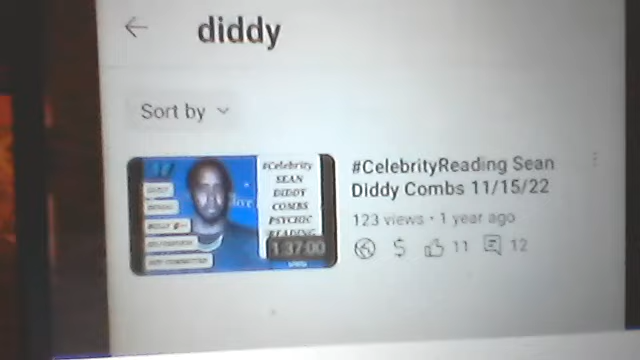 diddy
Sort by
#Celebrity
SEAN
DIDDY
COMBS
PSYCHIC
READING
1:37:00
#CelebrityReading Sean
Diddy Combs 11/15/22
123 views • 1 year ago
$ 11 12